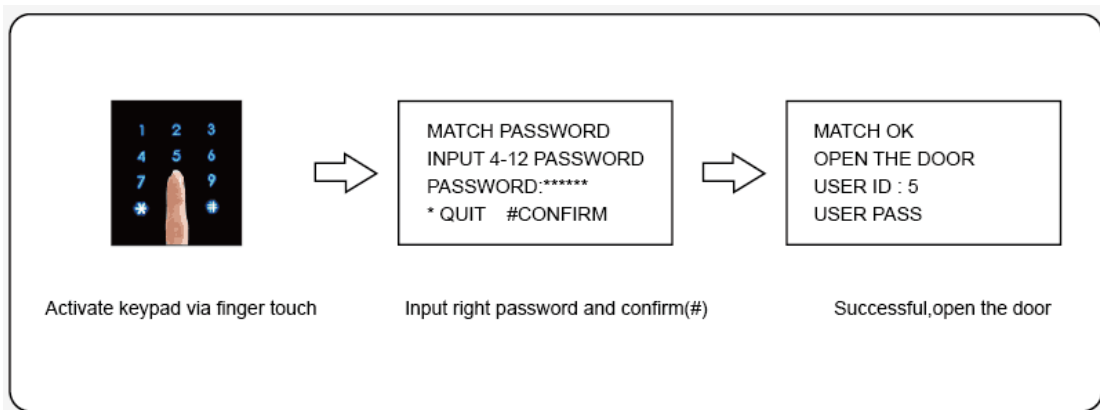 1 2 3
4 5 6
7 9
* #
MATCH PASSWORD
INPUT 4-12 PASSWORD
PASSWORD:******
* QUIT #CONFIRM
MATCH OK
OPEN THE DOOR
USER ID : 5
USER PASS
Activate keypad via finger touch
Input right password and confirm(#)
Successful,open the door